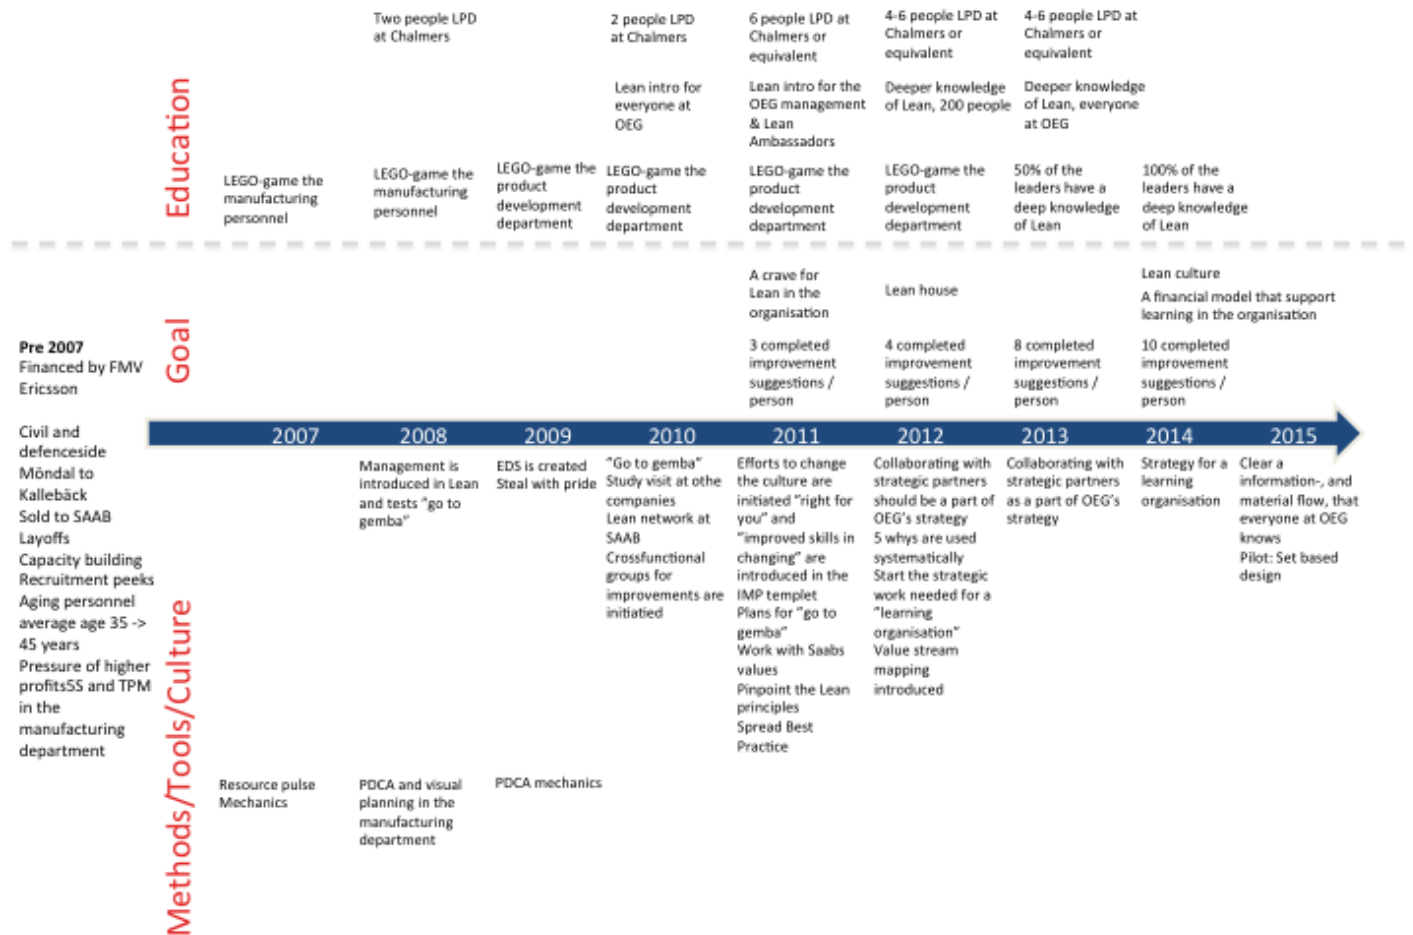 Two people LPD
at Chalmers
2 people LPD
at Chalmers
6 people LPD at
Chalmers or
equivalent
4-6 people LPD at
Chalmers or
equivalent
4-6 people LPD at
Chalmers or
equivalent
Education
Lean intro for
everyone at
OEG
Lean intro for the
OEG management
& Lean
Ambassadors
Deeper knowledge
of Lean, 200 people
Deeper knowledge
of Lean, everyone
at OEG
LEGO-game the
manufacturing
personnel
LEGO-game the
manufacturing
personnel
LEGO-game the
product
development
department
LEGO-game the
product
development
department
LEGO-game the
product
development
department
LEGO-game the
product
development
department
50% of the
leaders have a
deep knowledge
of Lean
100% of the
leaders have a
deep knowledge
of Lean
Goal
A crave for
Lean in the
organisation
Lean house
Lean culture
A financial model that support
learning in the organisation
3 completed
improvement
suggestions /
person
4 completed
improvement
suggestions /
person
8 completed
improvement
suggestions /
person
10 completed
improvement
suggestions /
person
Pre 2007
Financed by FMV
Ericsson
Civil and
defenceside
Möndal to
Kallebäck
Sold to SAAB
Layoffs
Capacity building
Recruitment peeks
Aging personnel
average age 35 ->
45 years
Pressure of higher
profits5S and TPM
in the
manufacturing
department
2007
2008
2009
2010
2011
2012
2013
2014
2015
Methods/Tools/Culture
Management is
introduced in Lean
and tests “go to
gemba”
EDS is created
Steal with pride
“Go to gemba”
Study visit at othe
companies
Lean network at
SAAB
Crossfunctional
groups for
improvements are
initiatied
Efforts to change
the culture are
initiated “right for
you” and
“improved skills in
changing” are
introduced in the
IMP templet
Plans for “go to
gemba”
Work with Saabs
values
Pinpoint the Lean
principles
Spread Best
Practice
Collaborating with
strategic partners
should be a part of
OEG’s strategy
5 whys are used
systematically
Start the strategic
work needed for a
“learning
organisation”
Value stream
mapping
introduced
Collaborating with
strategic partners
as a part of OEG’s
strategy
Strategy for a
learning
organisation
Clear a
information-, and
material flow, that
everyone at OEG
knows
Pilot: Set based
design
Resource pulse
Mechanics
PDCA and visual
planning in the
manufacturing
department
PDCA mechanics